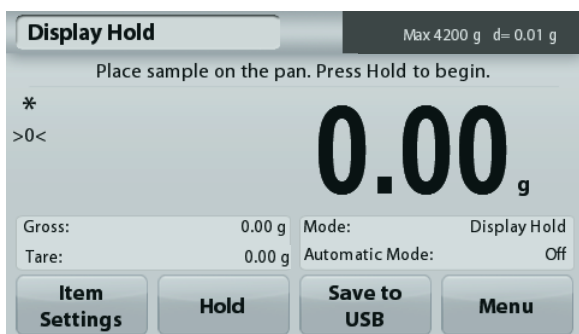 Display Hold
Max 4200 g d= 0.01 g
Place sample on the pan. Press Hold to begin.
*
>0<
0.00 g
Gross: 0.00 g
Tare: 0.00 g
Mode: Display Hold
Automatic Mode: Off
Item Settings
Hold
Save to USB
Menu